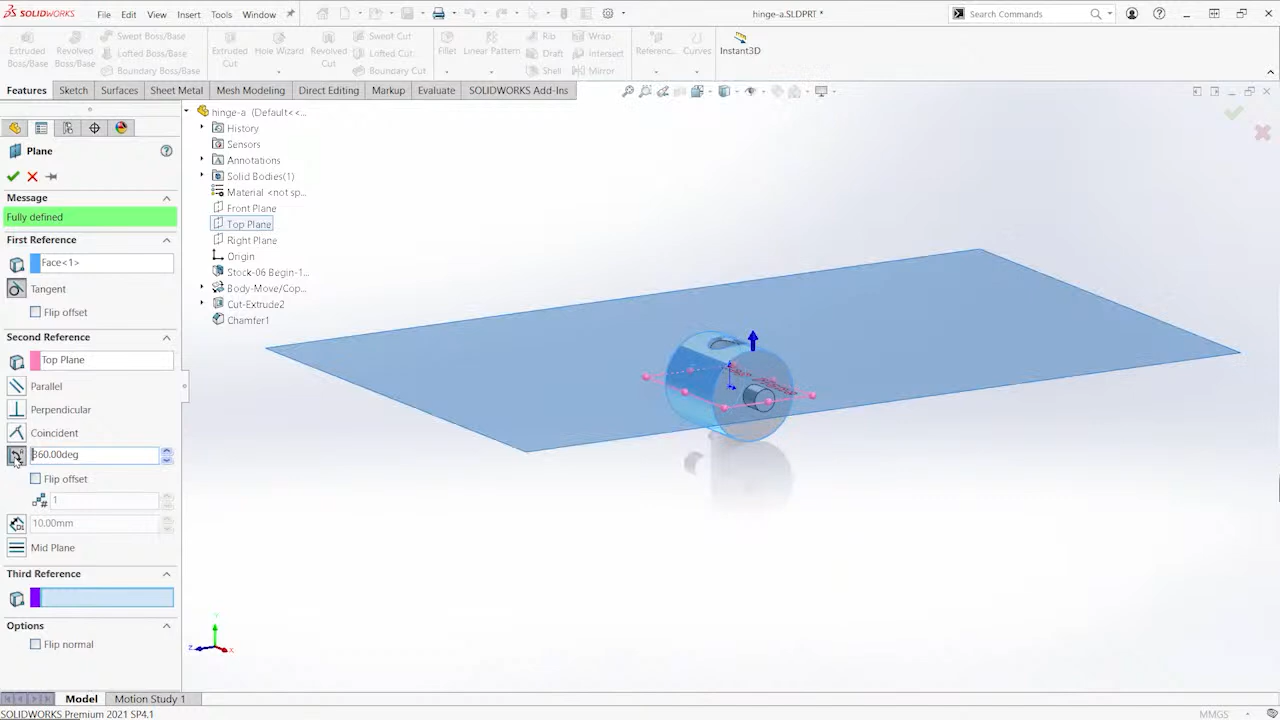 SOLIDWORKS File Edit View Insert Tools Window hinge-a.SLDPRT * Search Commands
Extruded Boss/Base Revolved Boss/Base Swept Boss/Base Lofted Boss/Base Boundary Boss/Base Extruded Cut Hole Wizard Revolved Cut Swept Cut Lofted Cut Boundary Cut Fillet Linear Pattern Rib Draft Shell Wrap Intersect Mirror Referenc... Curves Instant3D
Features Sketch Surfaces Sheet Metal Mesh Modeling Direct Editing Markup Evaluate SOLIDWORKS Add-Ins
Plane
Message
Fully defined
First Reference
Face<1>
Tangent
Flip offset
Second Reference
Top Plane
Parallel
Perpendicular
Coincident
360.00deg
Flip offset
1
10.00mm
Mid Plane
Third Reference
Options
Flip normal
hinge-a (Default<<...
History
Sensors
Annotations
Solid Bodies(1)
Material <not sp...
Front Plane
Top Plane
Right Plane
Origin
Stock-06 Begin-1...
Body-Move/Cop...
Cut-Extrude2
Chamfer1
Y
Z
X
Model Motion Study 1
SOLIDWORKS Premium 2021 SP4.1 MMGS